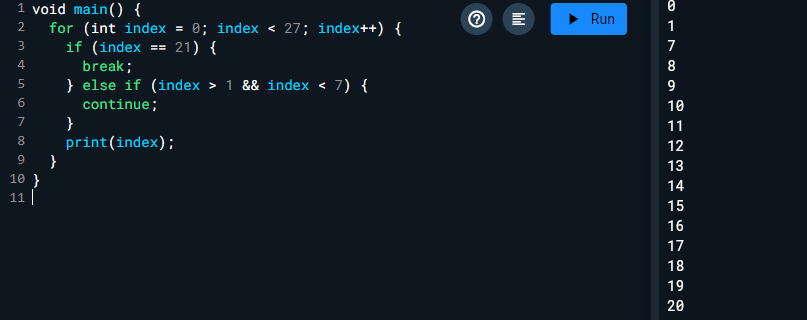 1 void main() {
2   for (int index = 0; index < 27; index++) {
3     if (index == 21) {
4       break;
5     } else if (index > 1 && index < 7) {
6       continue;
7     }
8     print(index);
9   }
10 }
11
Run
0
1
7
8
9
10
11
12
13
14
15
16
17
18
19
20